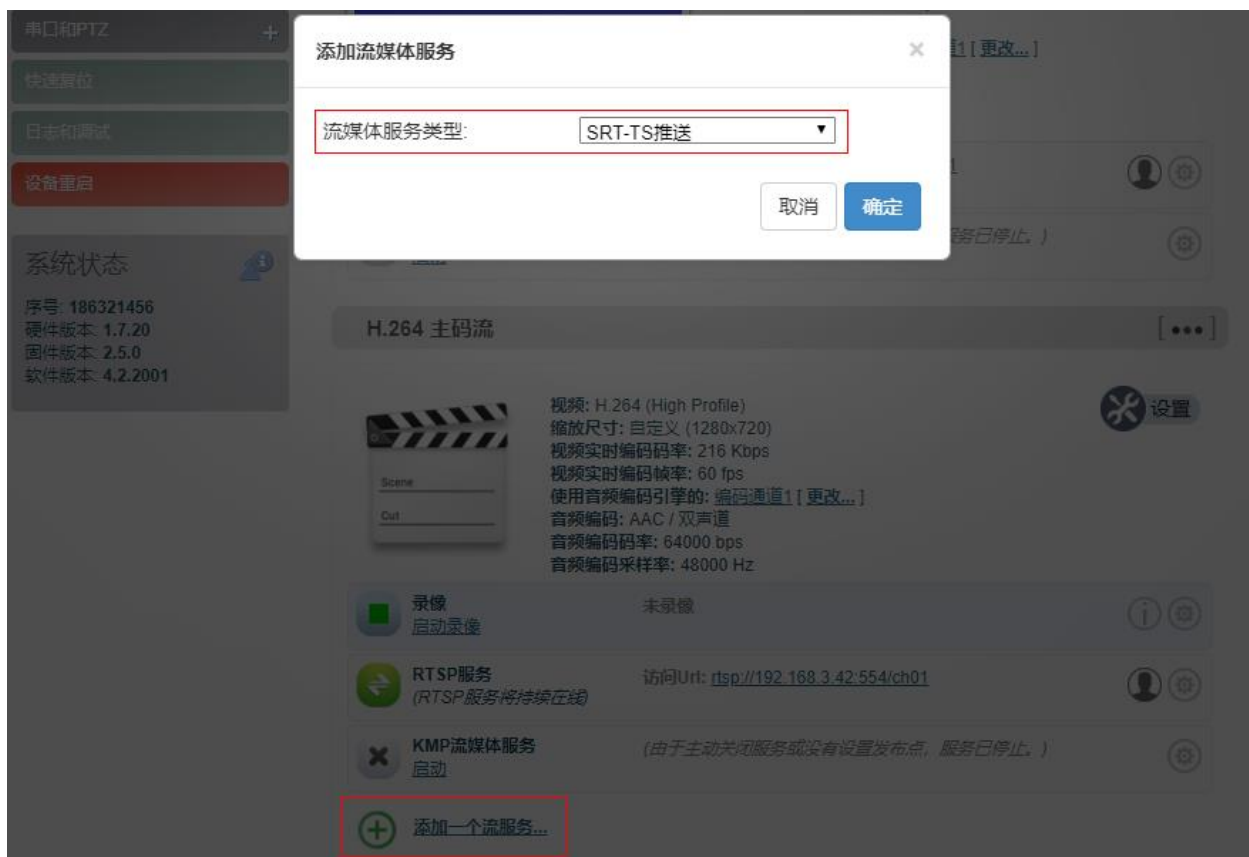 串口和PTZ
快速复位
日志和调试
设备重启
系统状态
序号: 186321456
硬件版本: 1.7.20
固件版本: 2.5.0
软件版本: 4.2.2001
添加流媒体服务
×
流媒体服务类型: SRT-TS推送
取消 确定
1 [ 更改... ]
服务已停止。)
H.264 主码流
[•••]
Scene
Cut
视频: H.264 (High Profile)
缩放尺寸: 自定义 (1280x720)
视频实时编码码率: 216 Kbps
视频实时编码帧率: 60 fps
使用音频编码引擎的: 编码通道1 [ 更改... ]
音频编码: AAC / 双声道
音频编码码率: 64000 bps
音频编码采样率: 48000 Hz
设置
录像 未录像
启动录像
RTSP服务 访问Url: rtsp://192.168.3.42:554/ch01
(RTSP服务将持续在线)
KMP流媒体服务 (由于主动关闭服务或没有设置发布点, 服务已停止。)
启动
添加一个流服务...